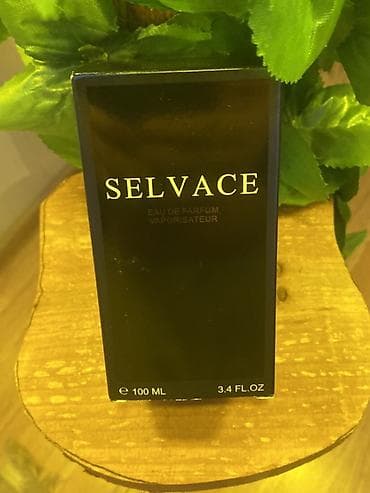 SELVACE
EAU DE PARFUM
VAPORISATEUR
℮ 100 ML 3.4 FL.OZ